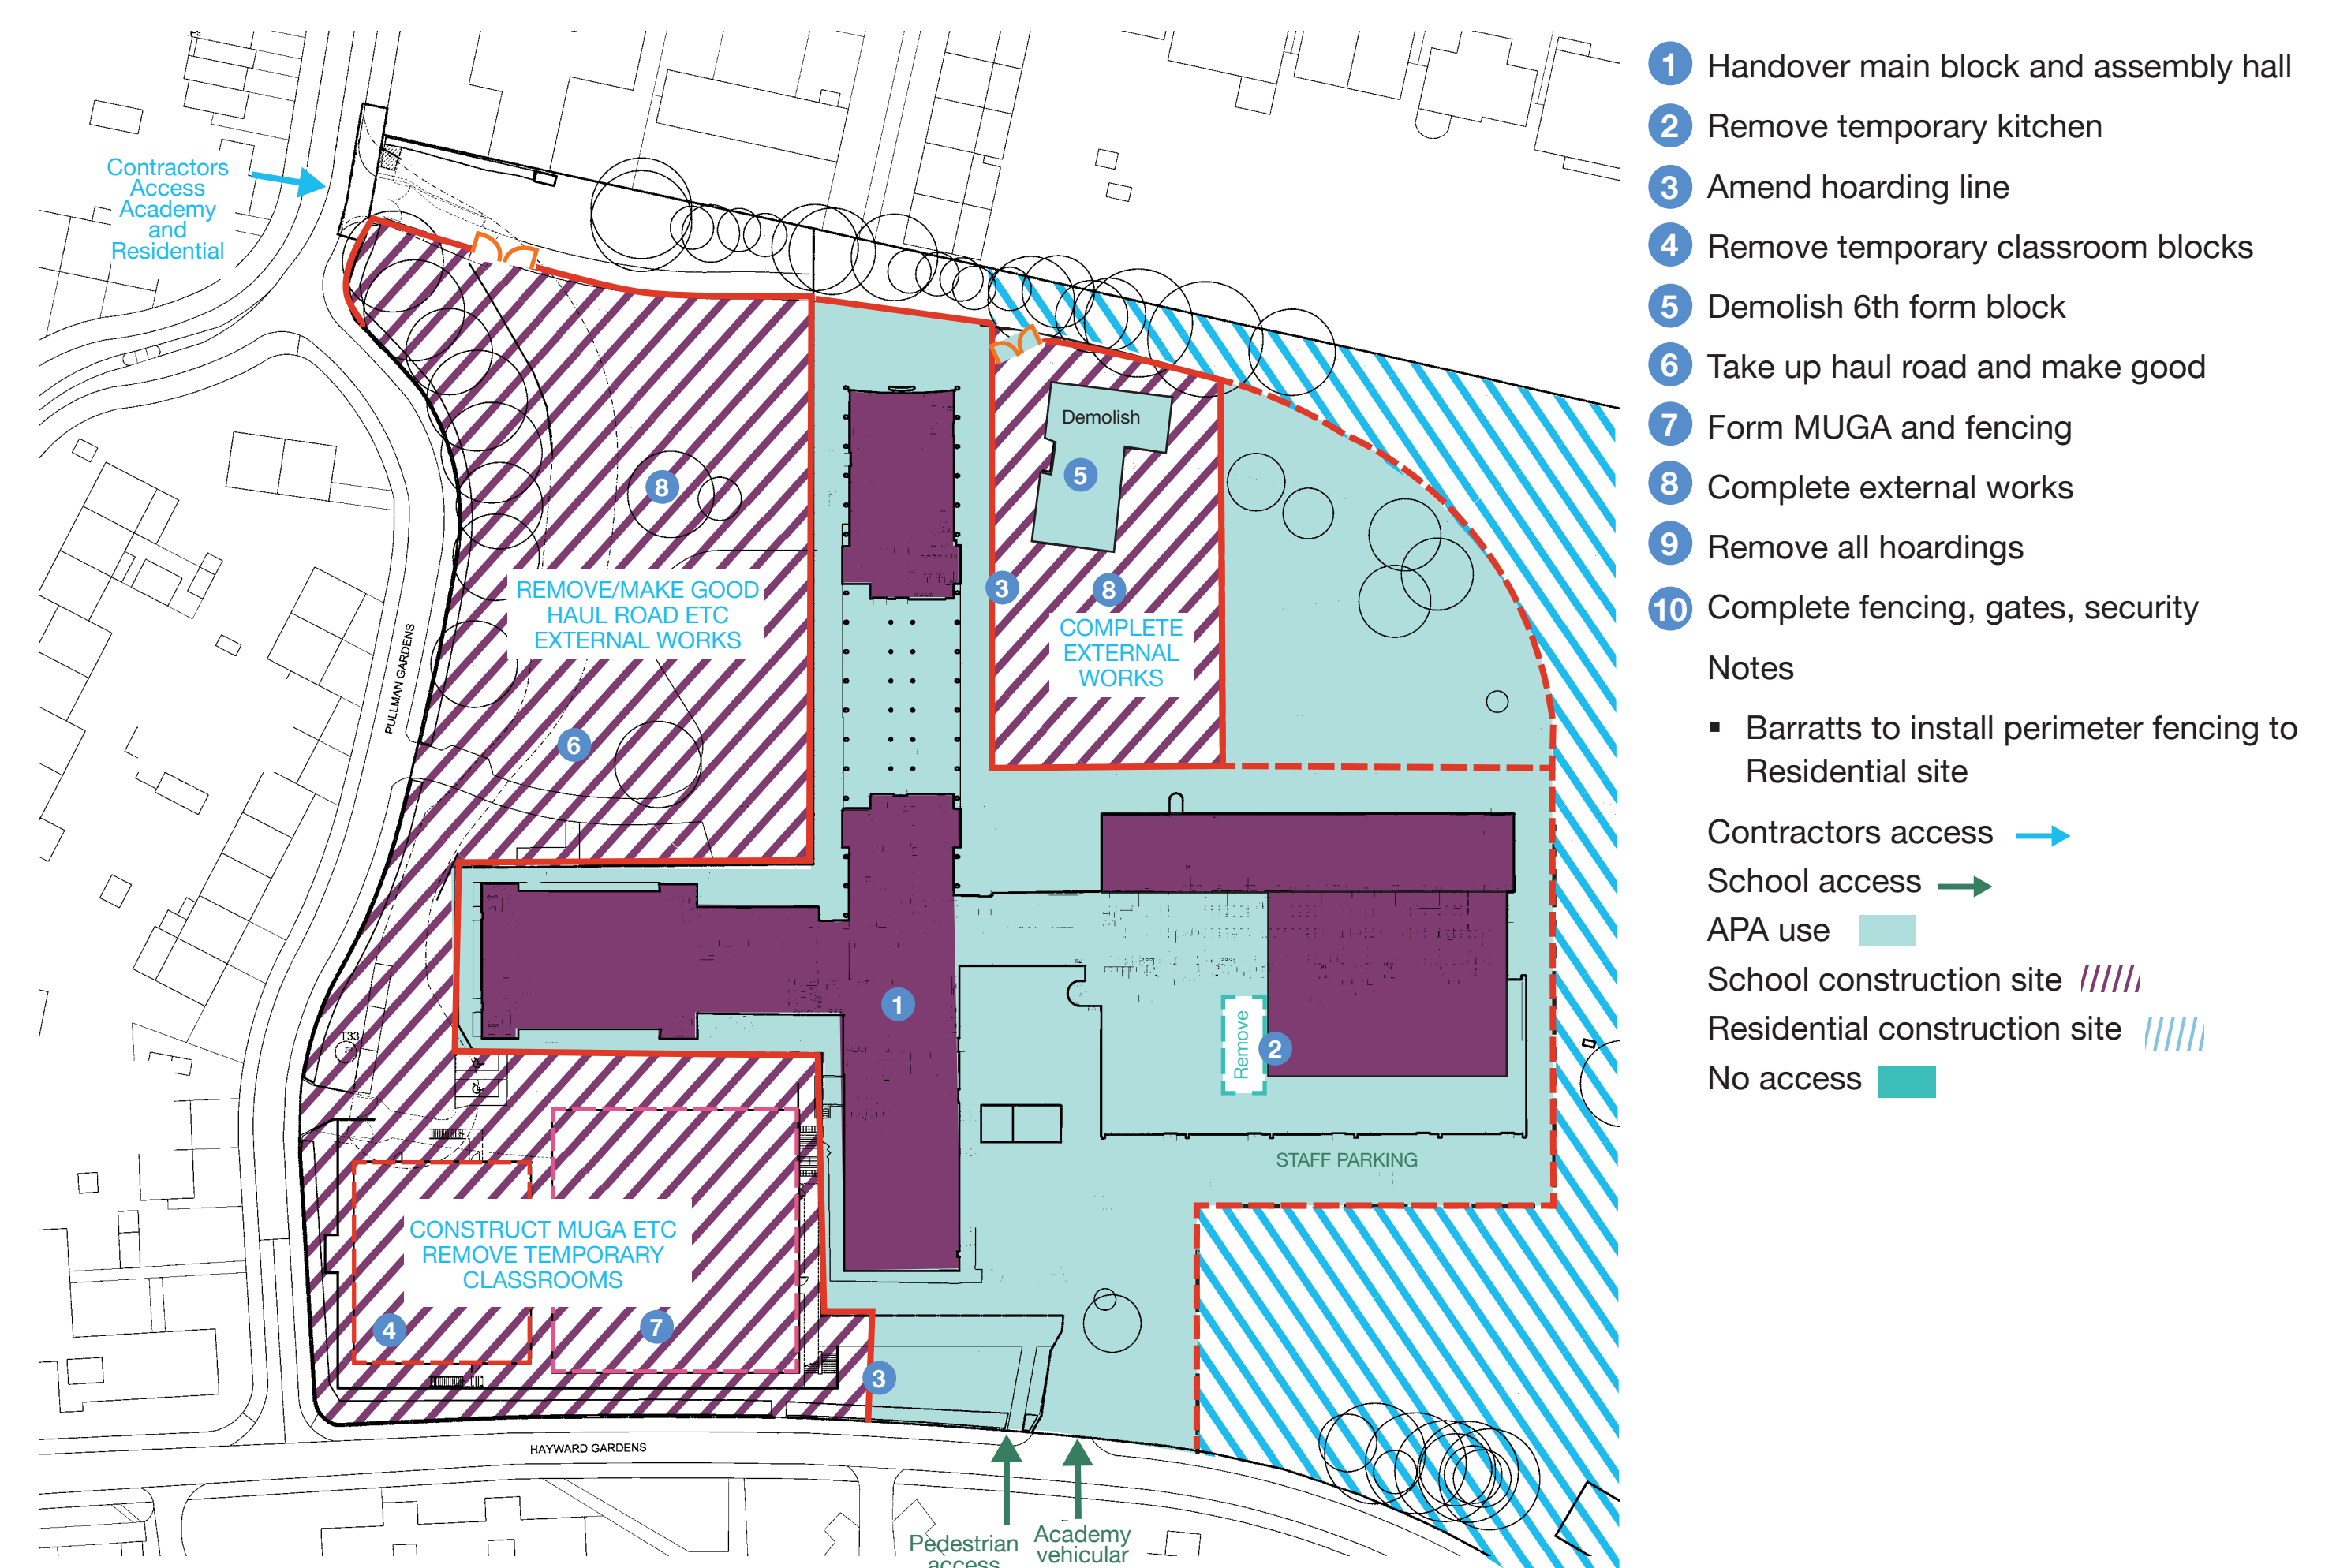 1 Handover main block and assembly hall
2 Remove temporary kitchen
3 Amend hoarding line
4 Remove temporary classroom blocks
5 Demolish 6th form block
6 Take up haul road and make good
7 Form MUGA and fencing
8 Complete external works
9 Remove all hoardings
10 Complete fencing, gates, security
Notes
▪ Barratts to install perimeter fencing to
Residential site
Contractors access
School access
APA use
School construction site
Residential construction site
No access
Contractors
Access
Academy
and
Residential
Demolish
5
8
REMOVE/MAKE GOOD
HAUL ROAD ETC
EXTERNAL WORKS
3
8
COMPLETE
EXTERNAL
WORKS
PULLMAN GARDENS
6
1
T33
Remove
2
STAFF PARKING
CONSTRUCT MUGA ETC
REMOVE TEMPORARY
CLASSROOMS
4
7
3
HAYWARD GARDENS
Pedestrian
access
Academy
vehicular